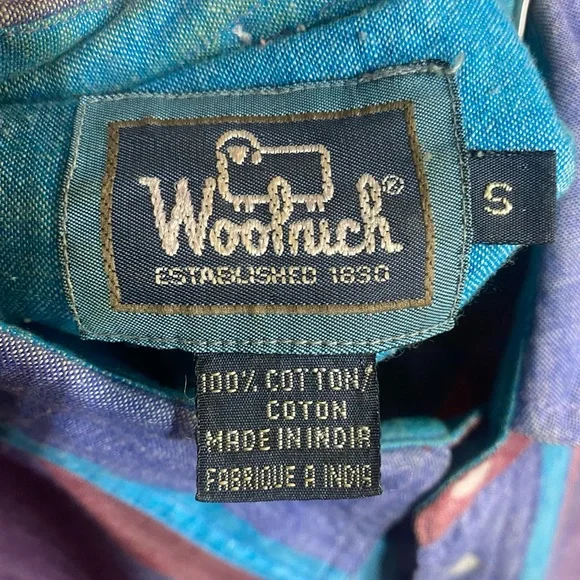 Woolrich®
S
ESTABLISHED 1830
100% COTTON/
COTON
MADE IN INDIA
FABRIQUE A INDIA